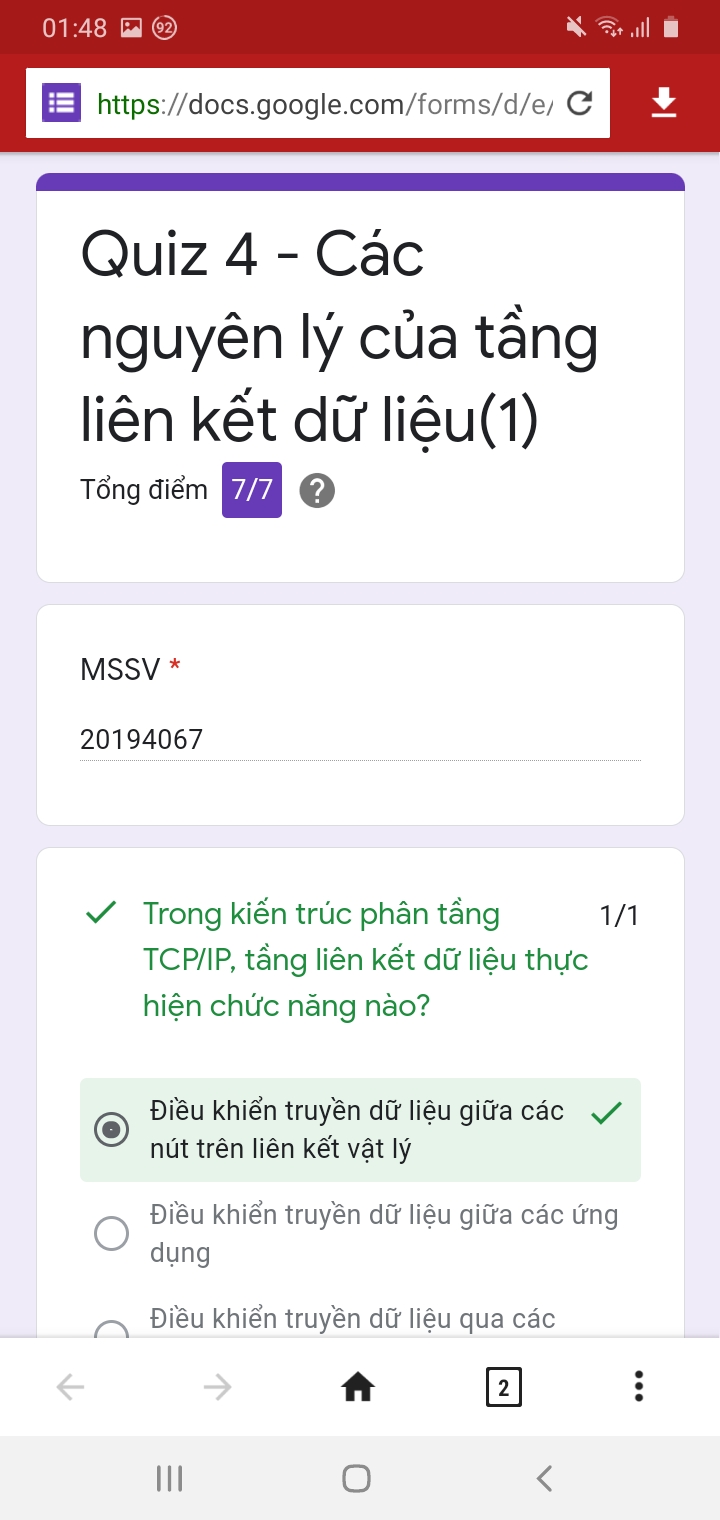 01:48 92
https://docs.google.com/forms/d/e/
Quiz 4 - Các
nguyên lý của tầng
liên kết dữ liệu(1)
Tổng điểm 7/7 ?
MSSV *
20194067
Trong kiến trúc phân tầng 1/1
TCP/IP, tầng liên kết dữ liệu thực
hiện chức năng nào?
Điều khiển truyền dữ liệu giữa các
nút trên liên kết vật lý
Điều khiển truyền dữ liệu giữa các ứng
dụng
Điều khiển truyền dữ liệu qua các
2